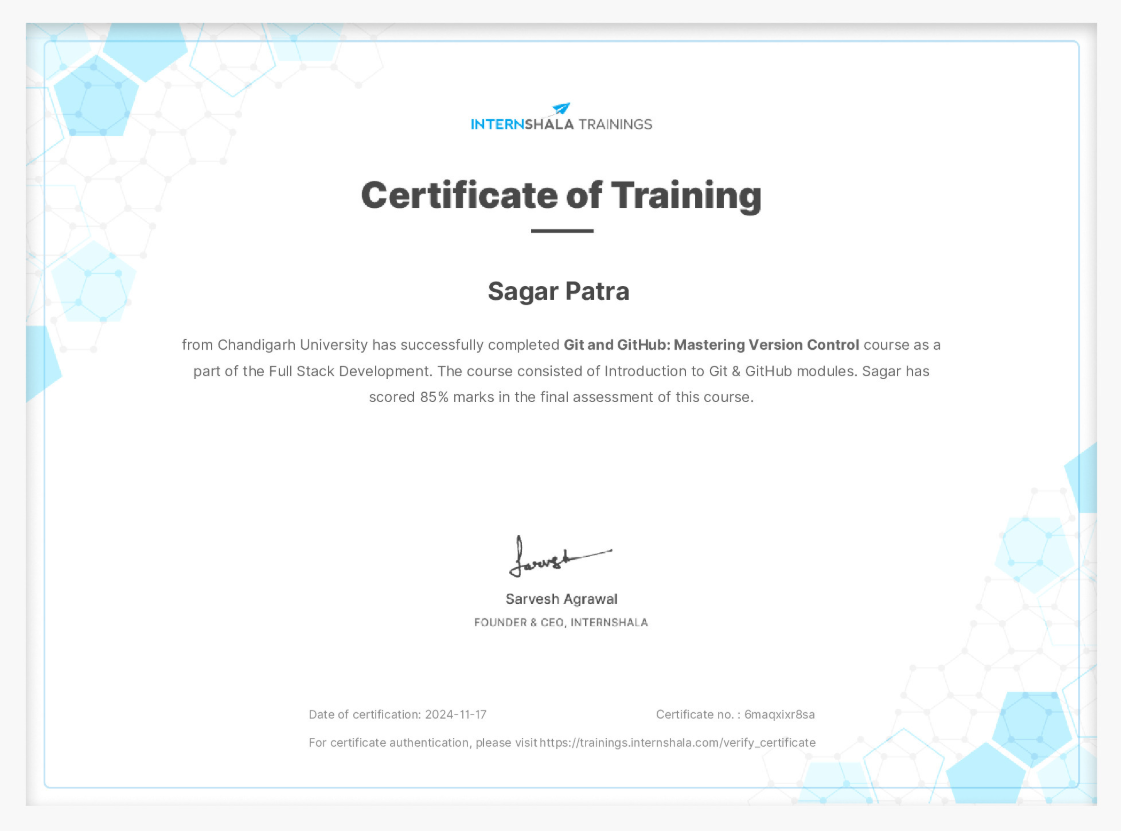 INTERNSHALA TRAININGS
Certificate of Training
Sagar Patra
from Chandigarh University has successfully completed Git and GitHub: Mastering Version Control course as a
part of the Full Stack Development. The course consisted of Introduction to Git & GitHub modules. Sagar has
scored 85% marks in the final assessment of this course.
Sarvesh
Sarvesh Agrawal
FOUNDER & CEO, INTERNSHALA
Date of certification: 2024-11-17 Certificate no. : 6maqxixr8sa
For certificate authentication, please visit https://trainings.internshala.com/verify_certificate